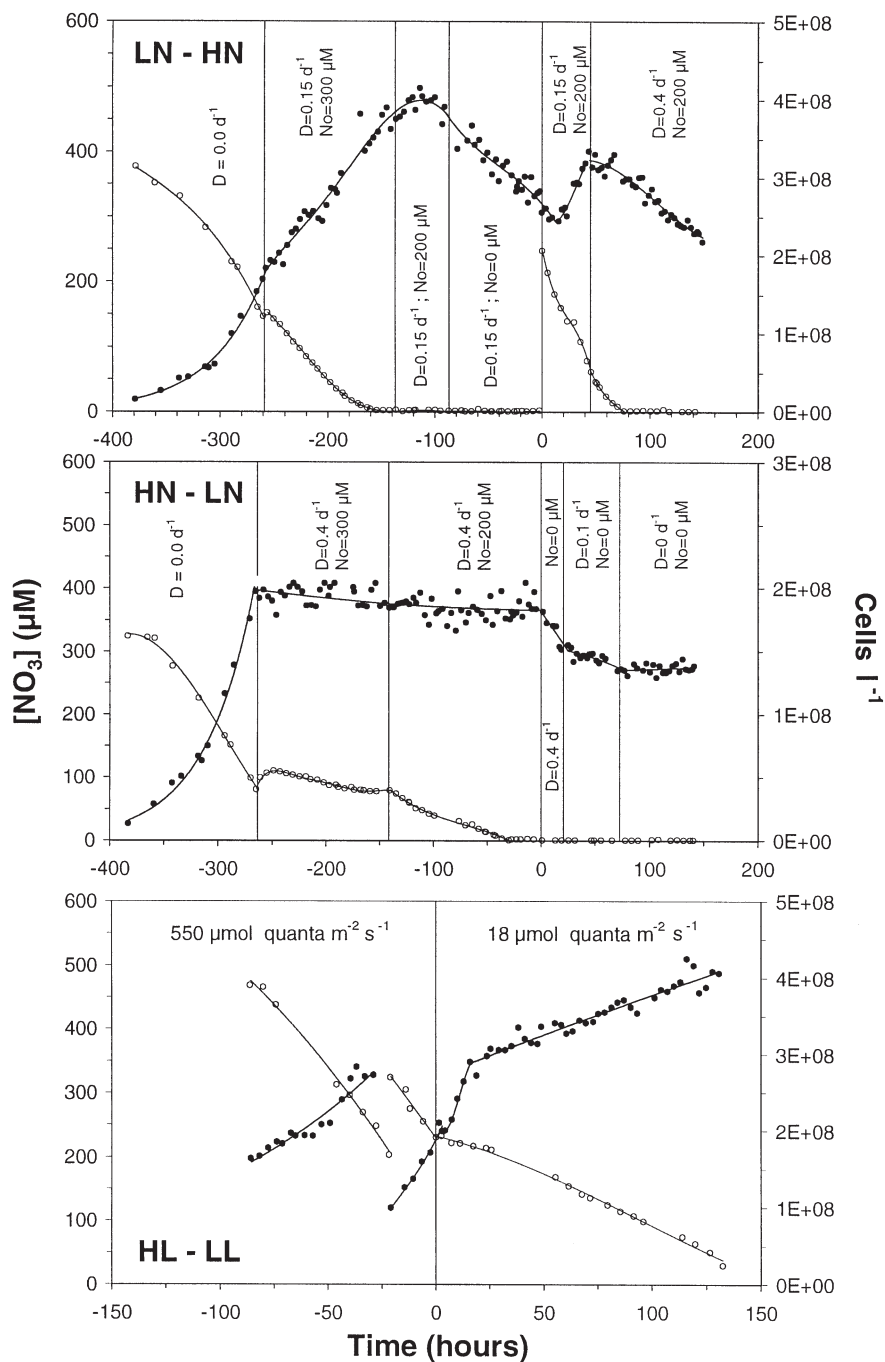 600
5E+08
LN - HN
D = 0.0 d-1
D=0.15 d-1
No=300 µM
D=0.15 d-1 ; No=200 µM
D=0.15 d-1 ; No=0 µM
D=0.15 d-1
No=200 µM
D=0.4 d-1
No=200 µM
4E+08
400
3E+08
2E+08
200
1E+08
0
0E+00
-400
-300
-200
-100
0
100
200
600
3E+08
HN - LN
D = 0.0 d-1
D=0.4 d-1
No=300 µM
D=0.4 d-1
No=200 µM
No=0 µM
D=0.4 d-1
D=0.1 d-1
No=0 µM
D=0 d-1
No=0 µM
500
400
2E+08
300
200
1E+08
100
0
0E+00
-400
-300
-200
-100
0
100
200
[NO3] (µM)
Cells l-1
600
5E+08
550 µmol quanta m-2 s-1
18 µmol quanta m-2 s-1
500
4E+08
400
3E+08
300
2E+08
200
1E+08
100
HL - LL
0
0E+00
-150
-100
-50
0
50
100
150
Time (hours)